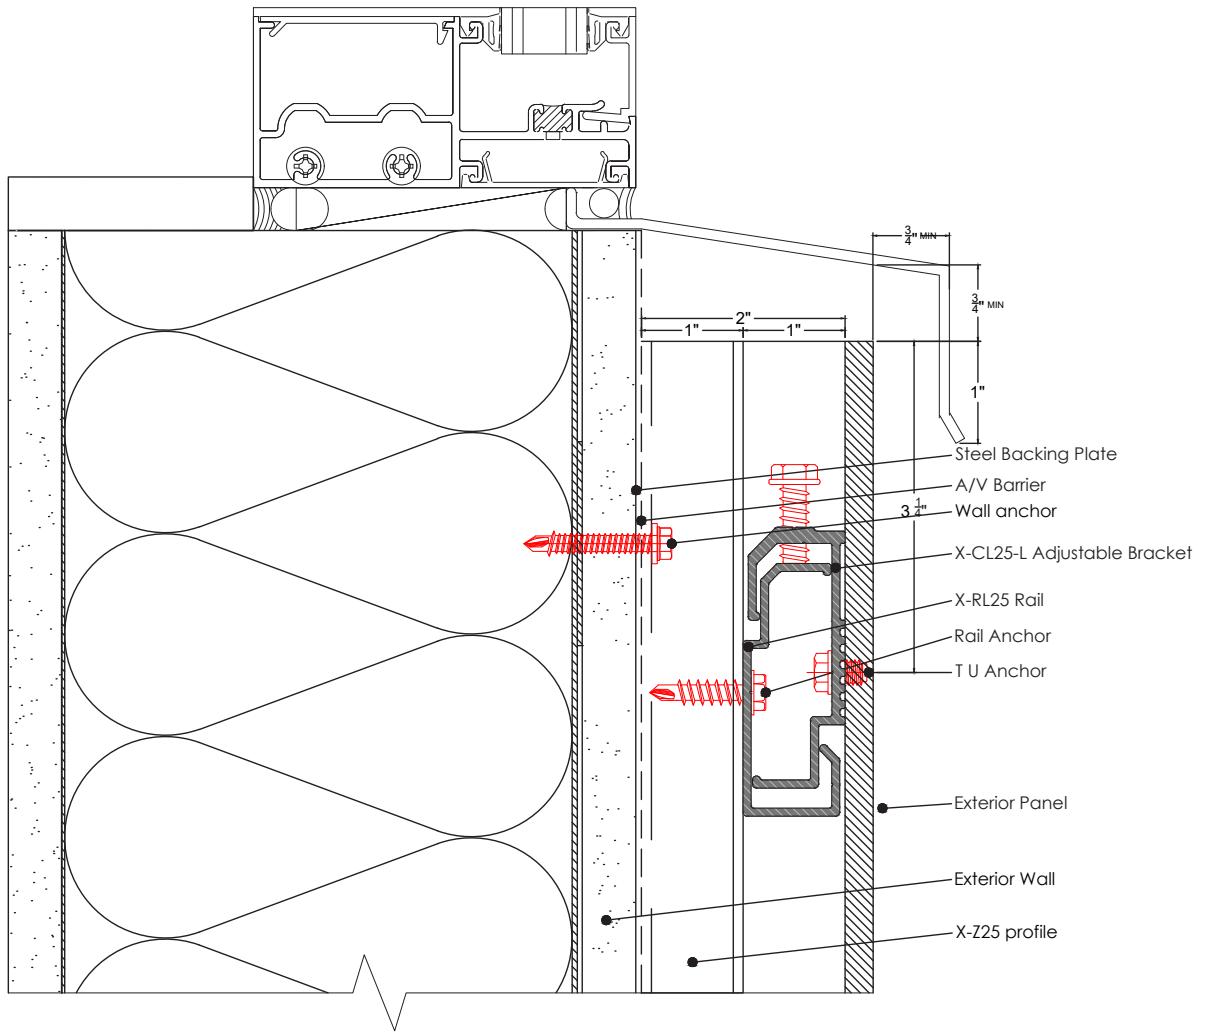 3/4" MIN
3/4" MIN
2"
1"
1"
1"
Steel Backing Plate
A/V Barrier
3 1/4"
Wall anchor
X-CL25-L Adjustable Bracket
X-RL25 Rail
Rail Anchor
T U Anchor
Exterior Panel
Exterior Wall
X-Z25 profile